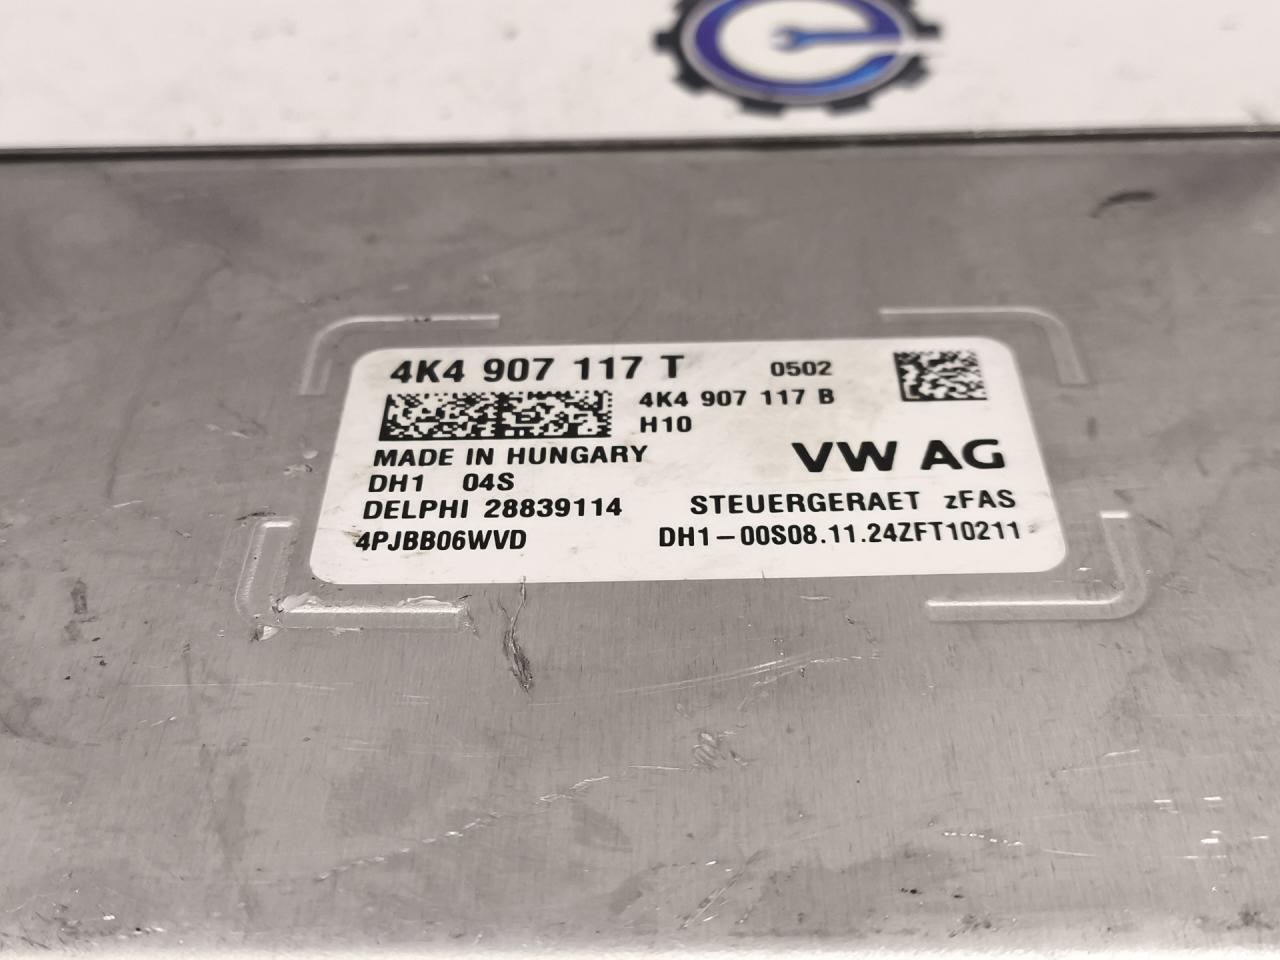 4K4 907 117 T 0502
4K4 907 117 B
H10
MADE IN HUNGARY
VW AG
DH1 04S
DELPHI 28839114
STEUERGERAET zFAS
4PJBB06WVD
DH1-00S08.11.24ZFT10211